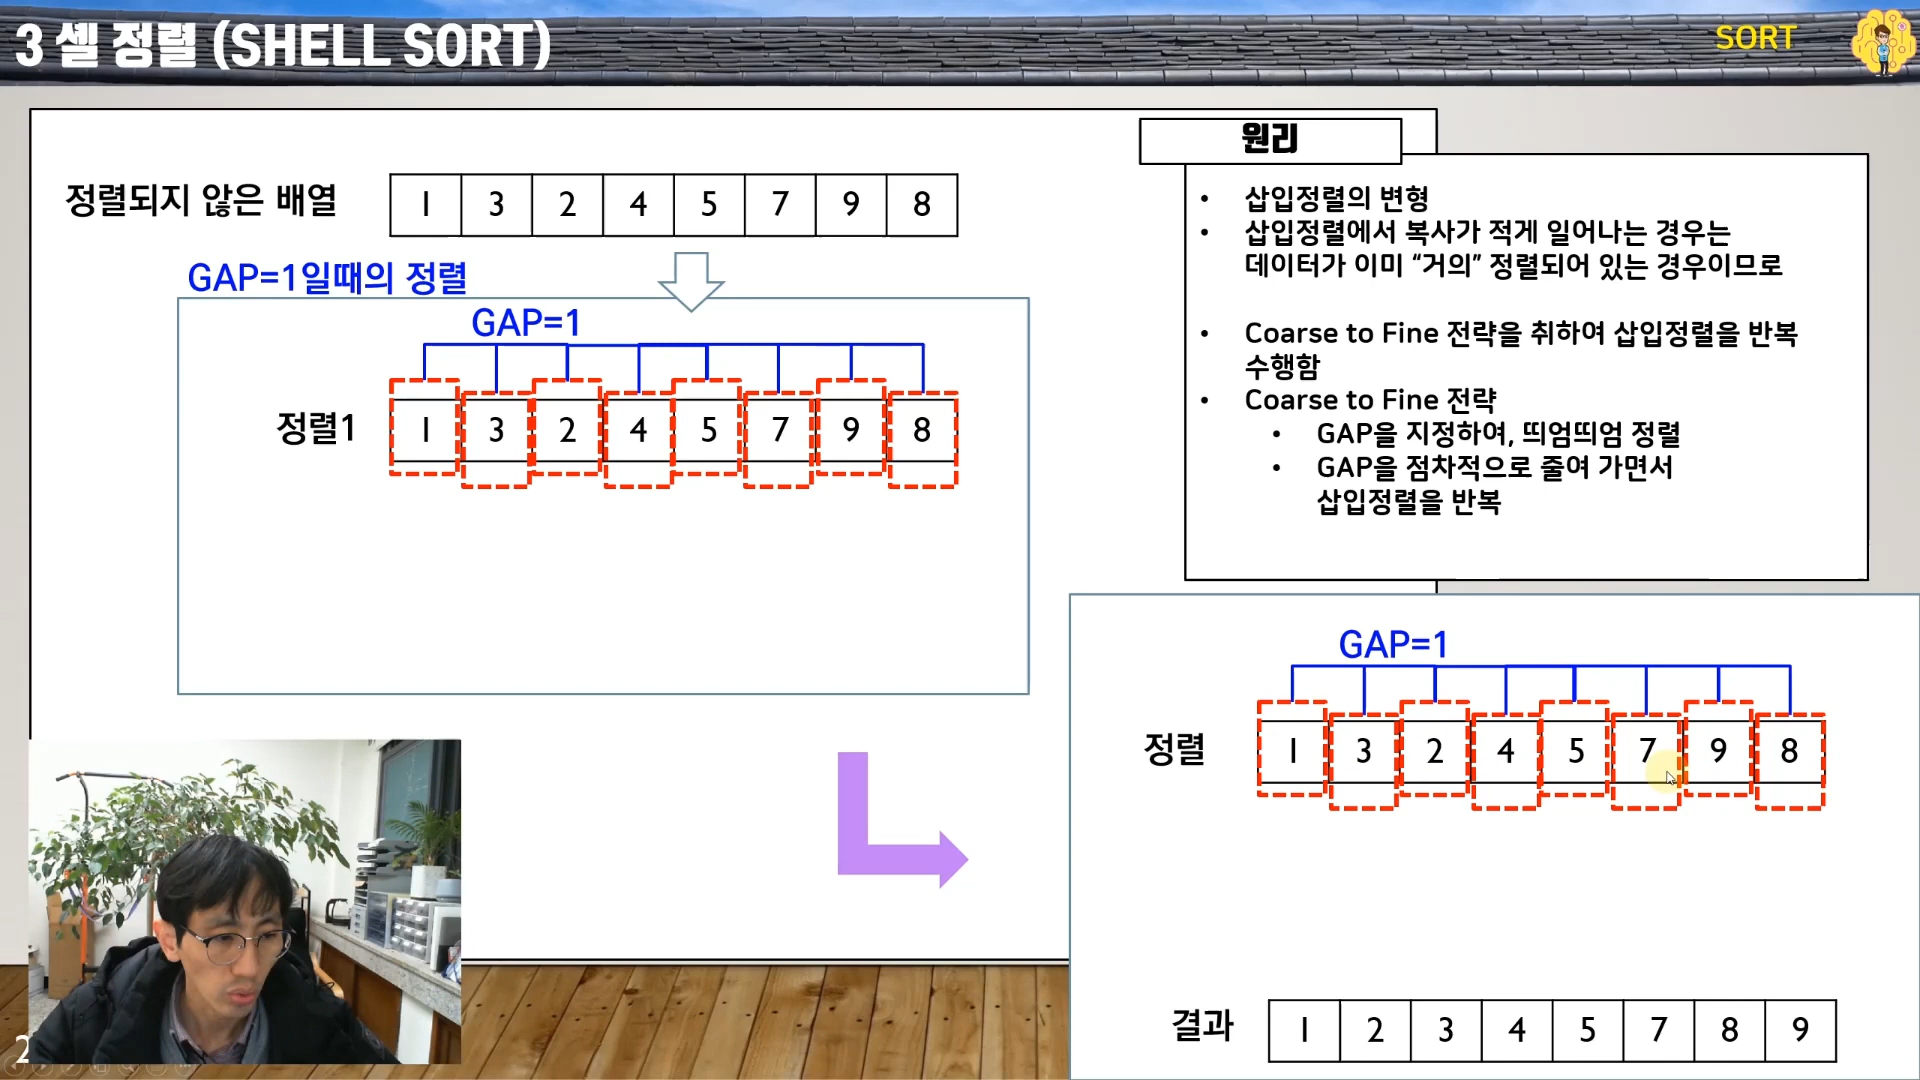 3 셸 정렬 (SHELL SORT)
SORT
정렬되지 않은 배열
1 3 2 4 5 7 9 8
GAP=1일때의 정렬
GAP=1
정렬1
1 3 2 4 5 7 9 8
원리
• 삽입정렬의 변형
• 삽입정렬에서 복사가 적게 일어나는 경우는
데이터가 이미 “거의” 정렬되어 있는 경우이므로
• Coarse to Fine 전략을 취하여 삽입정렬을 반복
수행함
• Coarse to Fine 전략
• GAP을 지정하여, 띄엄띄엄 정렬
• GAP을 점차적으로 줄여 가면서
삽입정렬을 반복
GAP=1
정렬
1 3 2 4 5 7 9 8
결과
1 2 3 4 5 7 8 9